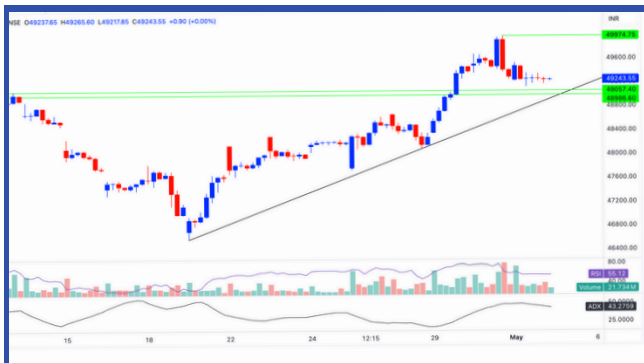 NSE O49237.65 H49265.60 L49217.85 C49243.55 +0.90 (+0.00%)
INR
49974.75
49600.00
49243.55
49057.40
48996.60
48800.00
48400.00
48000.00
47600.00
47200.00
46800.00
46400.00
80.00
RSI 55.12
40.00
Volume 21.734M
50.0000
ADX 43.2759
25.0000
15 18 22 24 12:15 29 May 6